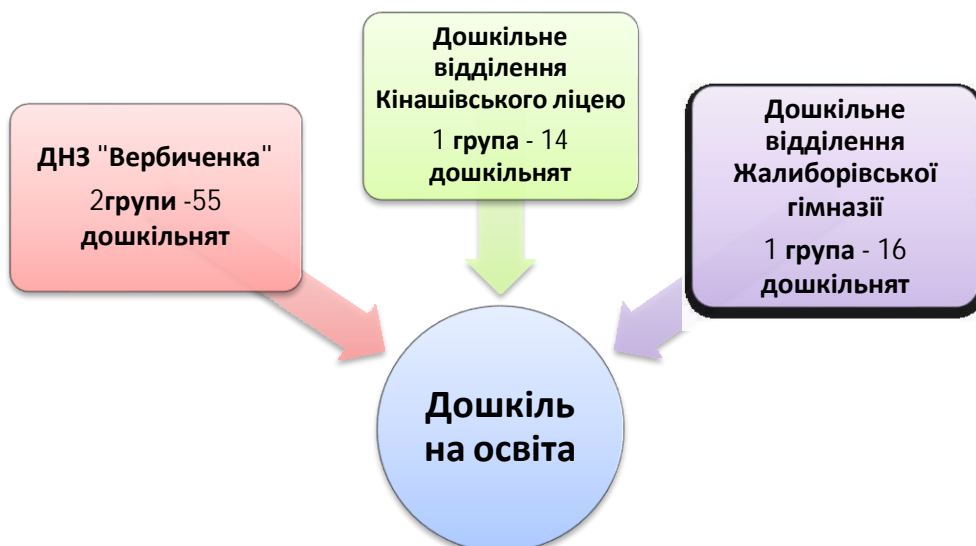 ДНЗ "Вербиченка"
2групи -55
дошкільнят
Дошкільне
відділення
Кінашівського ліцею
1 група - 14
дошкільнят
Дошкільне
відділення
Жалиборівської
гімназії
1 група - 16
дошкільнят
Дошкіль
на освіта